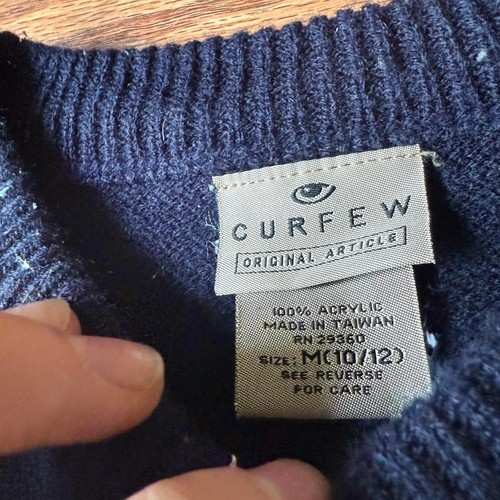 CURFEW
ORIGINAL ARTICLE
100% ACRYLIC
MADE IN TAIWAN
RN 29360
SIZE: M(10/12)
SEE REVERSE
FOR CARE